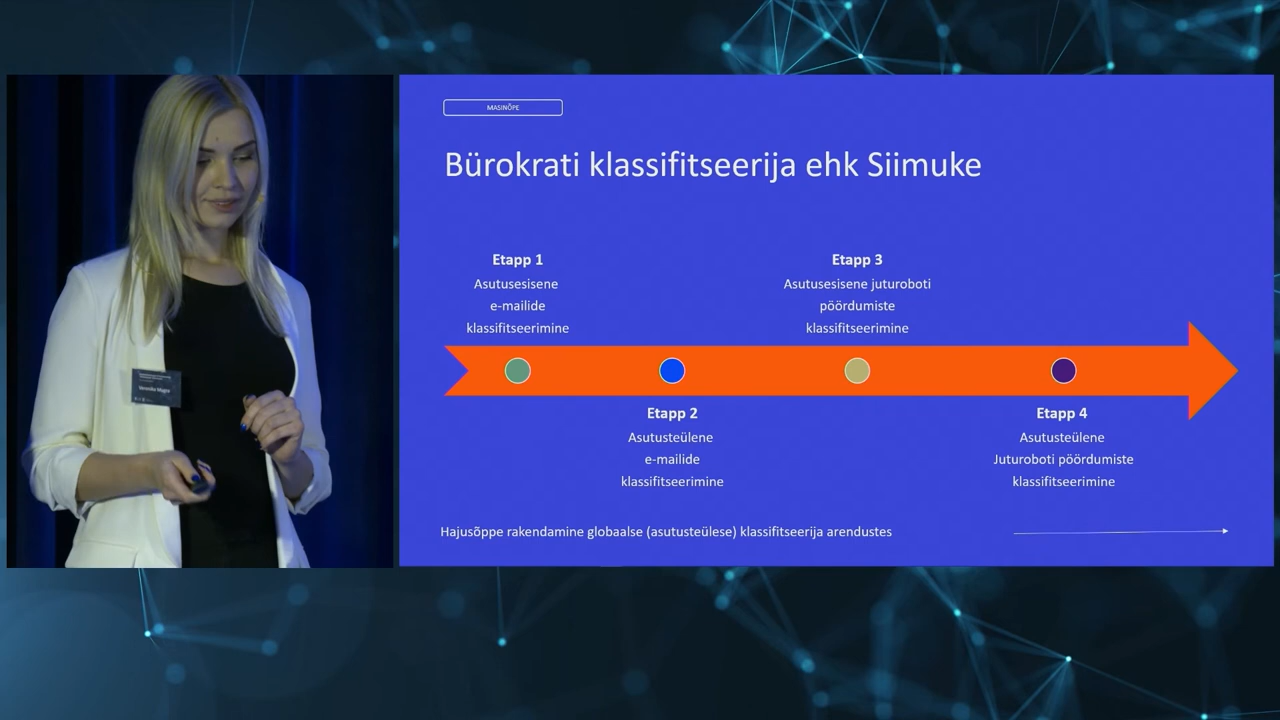 MASINÕPE
Bürokrati klassifitseerija ehk Siimuke
Etapp 1
Asutusesisene
e-mailide
klassifitseerimine
Etapp 3
Asutusesisene juturoboti
pöördumiste
klassifitseerimine
Etapp 2
Asutusteülene
e-mailide
klassifitseerimine
Etapp 4
Asutusteülene
Juturoboti pöördumiste
klassifitseerimine
Hajusõppe rakendamine globaalse (asutusteülese) klassifitseerija arendustes